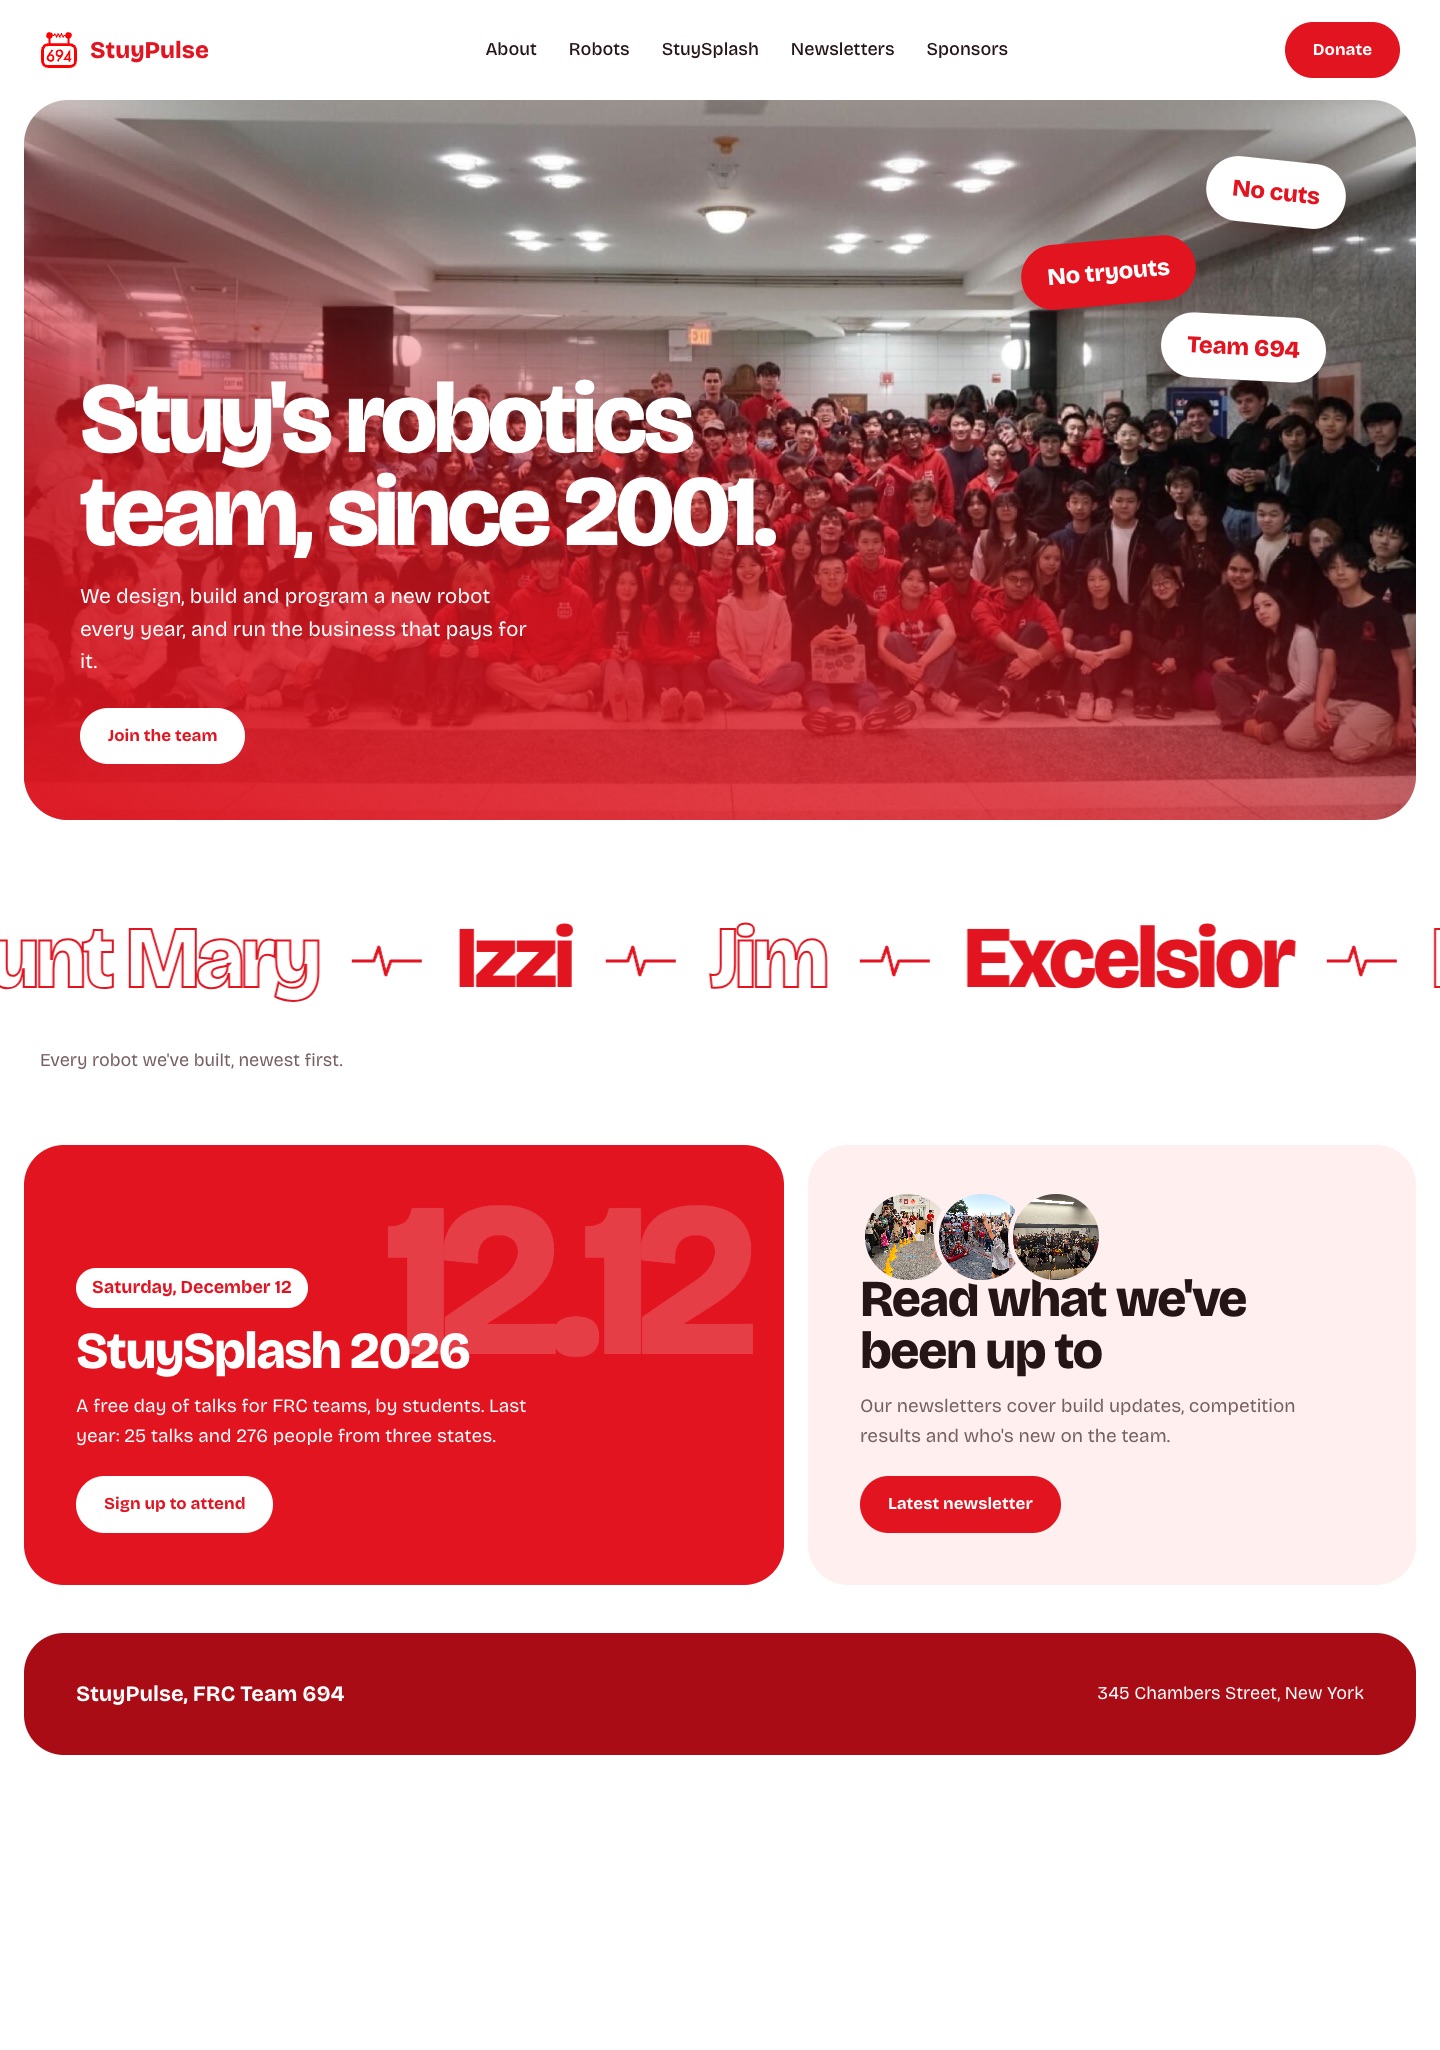 694
StuyPulse
About
Robots
StuySplash
Newsletters
Sponsors
Donate
No cuts
No tryouts
Team 694
EXIT
Stuy's robotics
team, since 2001.
We design, build and program a new robot
every year, and run the business that pays for
it.
Join the team
unt Mary
Izzi
Jim
Excelsior
Every robot we've built, newest first.
12.12
Saturday, December 12
StuySplash 2026
A free day of talks for FRC teams, by students. Last
year: 25 talks and 276 people from three states.
Sign up to attend
Read what we've
been up to
Our newsletters cover build updates, competition
results and who's new on the team.
Latest newsletter
StuyPulse, FRC Team 694
345 Chambers Street, New York